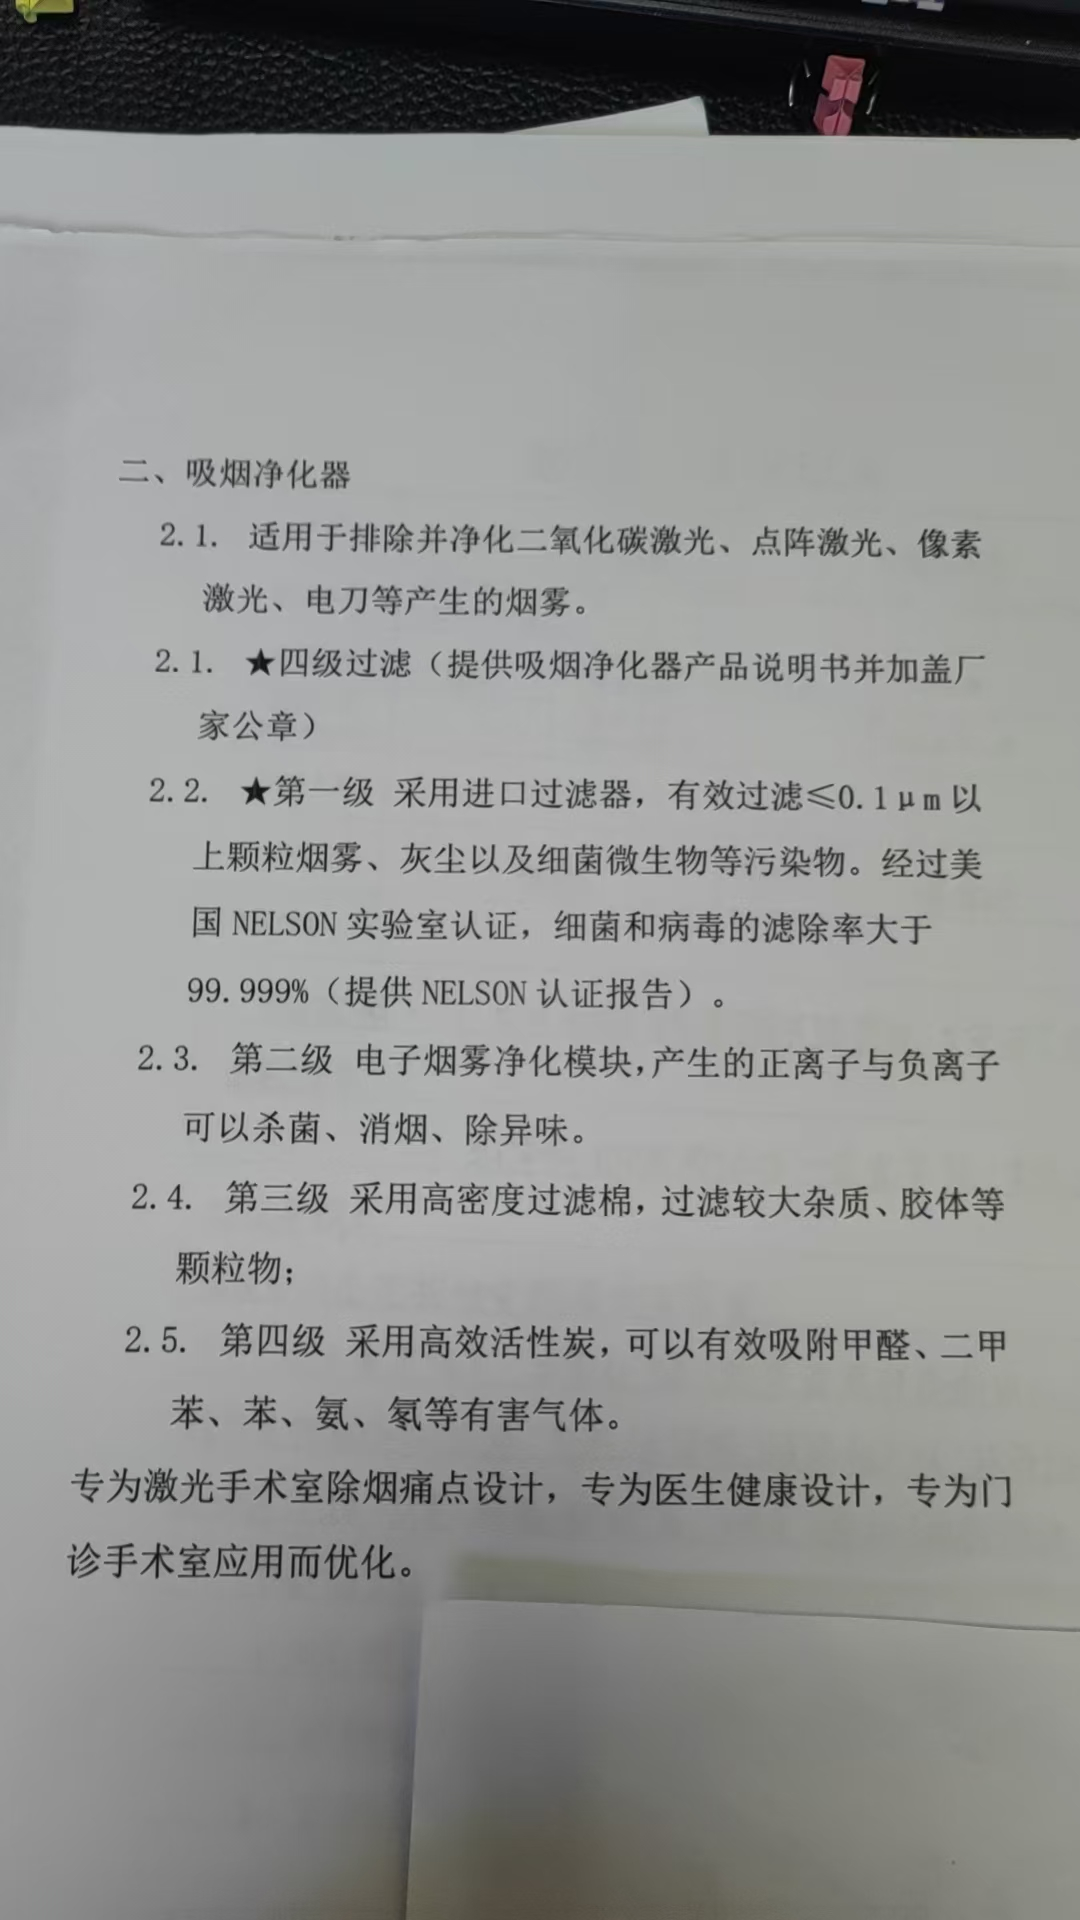 二、吸烟净化器
2.1. 适用于排除并净化二氧化碳激光、点阵激光、像素
激光、电刀等产生的烟雾。
2.1. ★四级过滤（提供吸烟净化器产品说明书并加盖厂
家公章）
2.2. ★第一级 采用进口过滤器，有效过滤≤0.1μm以
上颗粒烟雾、灰尘以及细菌微生物等污染物。经过美
国 NELSON 实验室认证，细菌和病毒的滤除率大于
99.999%（提供 NELSON 认证报告）。
2.3. 第二级 电子烟雾净化模块，产生的正离子与负离子
可以杀菌、消烟、除异味。
2.4. 第三级 采用高密度过滤棉，过滤较大杂质、胶体等
颗粒物；
2.5. 第四级 采用高效活性炭，可以有效吸附甲醛、二甲
苯、苯、氨、氡等有害气体。
专为激光手术室除烟痛点设计，专为医生健康设计，专为门
诊手术室应用而优化。